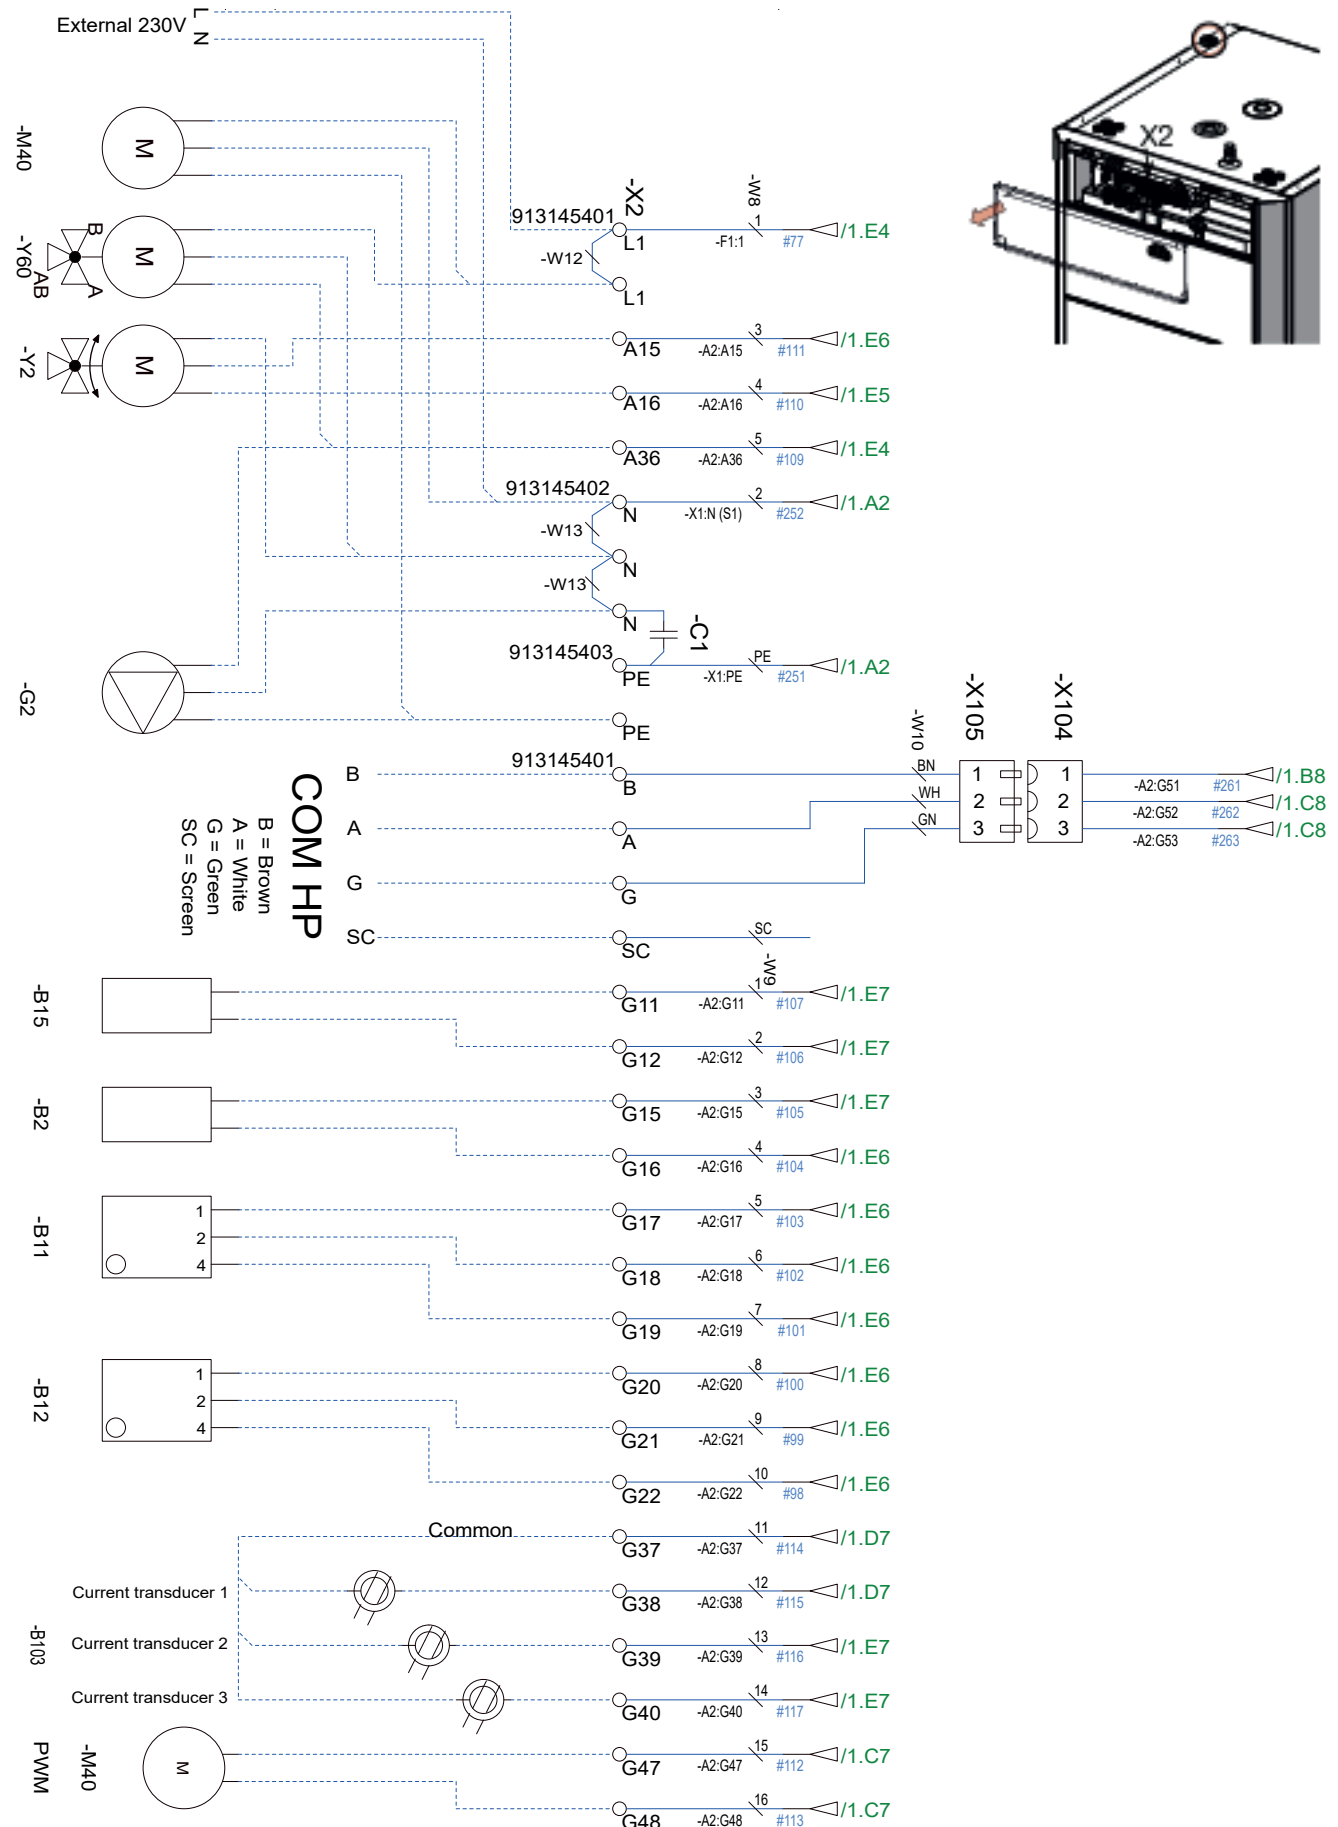 External 230V
L
N
-M40
M
-X2
-W8
X2
913145401
L1
-F1:1
1
#77
/1.E4
-W12
L1
-Y60
B
AB
A
M
A15
-A2:A15
3
#111
/1.E6
-Y2
M
A16
-A2:A16
4
#110
/1.E5
A36
-A2:A36
5
#109
/1.E4
913145402
N
-X1:N (S1)
2
#252
/1.A2
-W13
N
-W13
N
-C1
913145403
PE
-X1:PE
PE
#251
/1.A2
-G2
PE
-W10
-X105
-X104
COM HP
B = Brown
A = White
G = Green
SC = Screen
B
913145401
B
BN
1
1
-A2:G51
#261
/1.B8
WH
2
2
-A2:G52
#262
/1.C8
A
A
GN
3
3
-A2:G53
#263
/1.C8
G
G
SC
SC
SC
-W9
-B15
G11
-A2:G11
1
#107
/1.E7
G12
-A2:G12
2
#106
/1.E7
-B2
G15
-A2:G15
3
#105
/1.E7
G16
-A2:G16
4
#104
/1.E6
-B11
1
2
4
G17
-A2:G17
5
#103
/1.E6
G18
-A2:G18
6
#102
/1.E6
G19
-A2:G19
7
#101
/1.E6
-B12
1
2
4
G20
-A2:G20
8
#100
/1.E6
G21
-A2:G21
9
#99
/1.E6
G22
-A2:G22
10
#98
/1.E6
Common
G37
-A2:G37
11
#114
/1.D7
-B103
Current transducer 1
G38
-A2:G38
12
#115
/1.D7
Current transducer 2
G39
-A2:G39
13
#116
/1.E7
Current transducer 3
G40
-A2:G40
14
#117
/1.E7
PWM
-M40
M
G47
-A2:G47
15
#112
/1.C7
G48
-A2:G48
16
#113
/1.C7